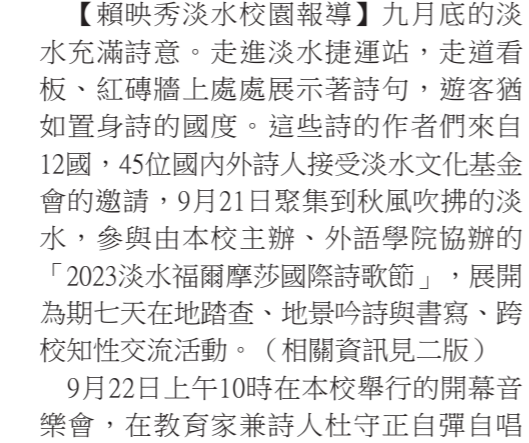 【賴映秀淡水校園報導】九月底的淡
水充滿詩意。走進淡水捷運站，走道看
板、紅磚牆上處處展示著詩句，遊客猶
如置身詩的國度。這些詩的作者們來自
12國，45位國內外詩人接受淡水文化基金
會的邀請，9月21日聚集到秋風吹拂的淡
水，參與由本校主辦、外語學院協辦的
「2023淡水福爾摩莎國際詩歌節」，展開
為期七天在地踏查、地景吟詩與書寫、跨
校知性交流活動。（相關資訊見二版）
9月22日上午10時在本校舉行的開幕音
樂會，在教育家兼詩人杜守正自彈自唱